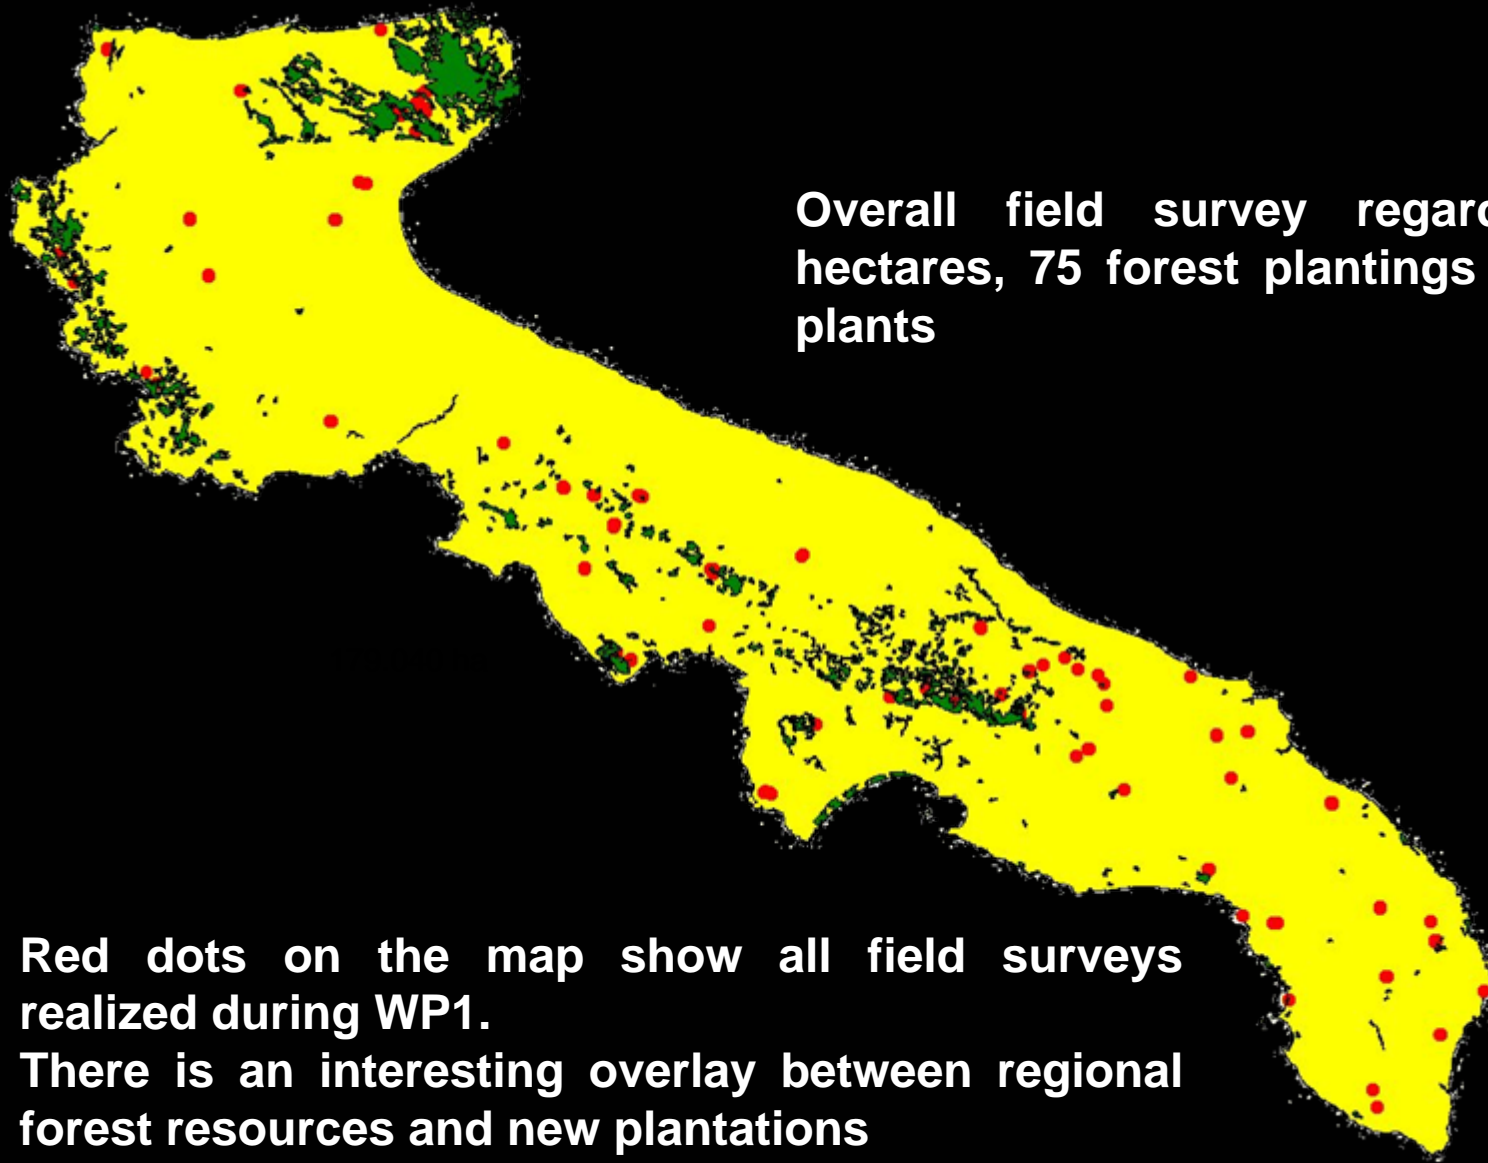 Overall field survey
hectares, 75 forest plantings
plants
Red dots on the map show all field surveys
realized during WP1.
There is an interesting overlay between regional
forest resources and new plantations